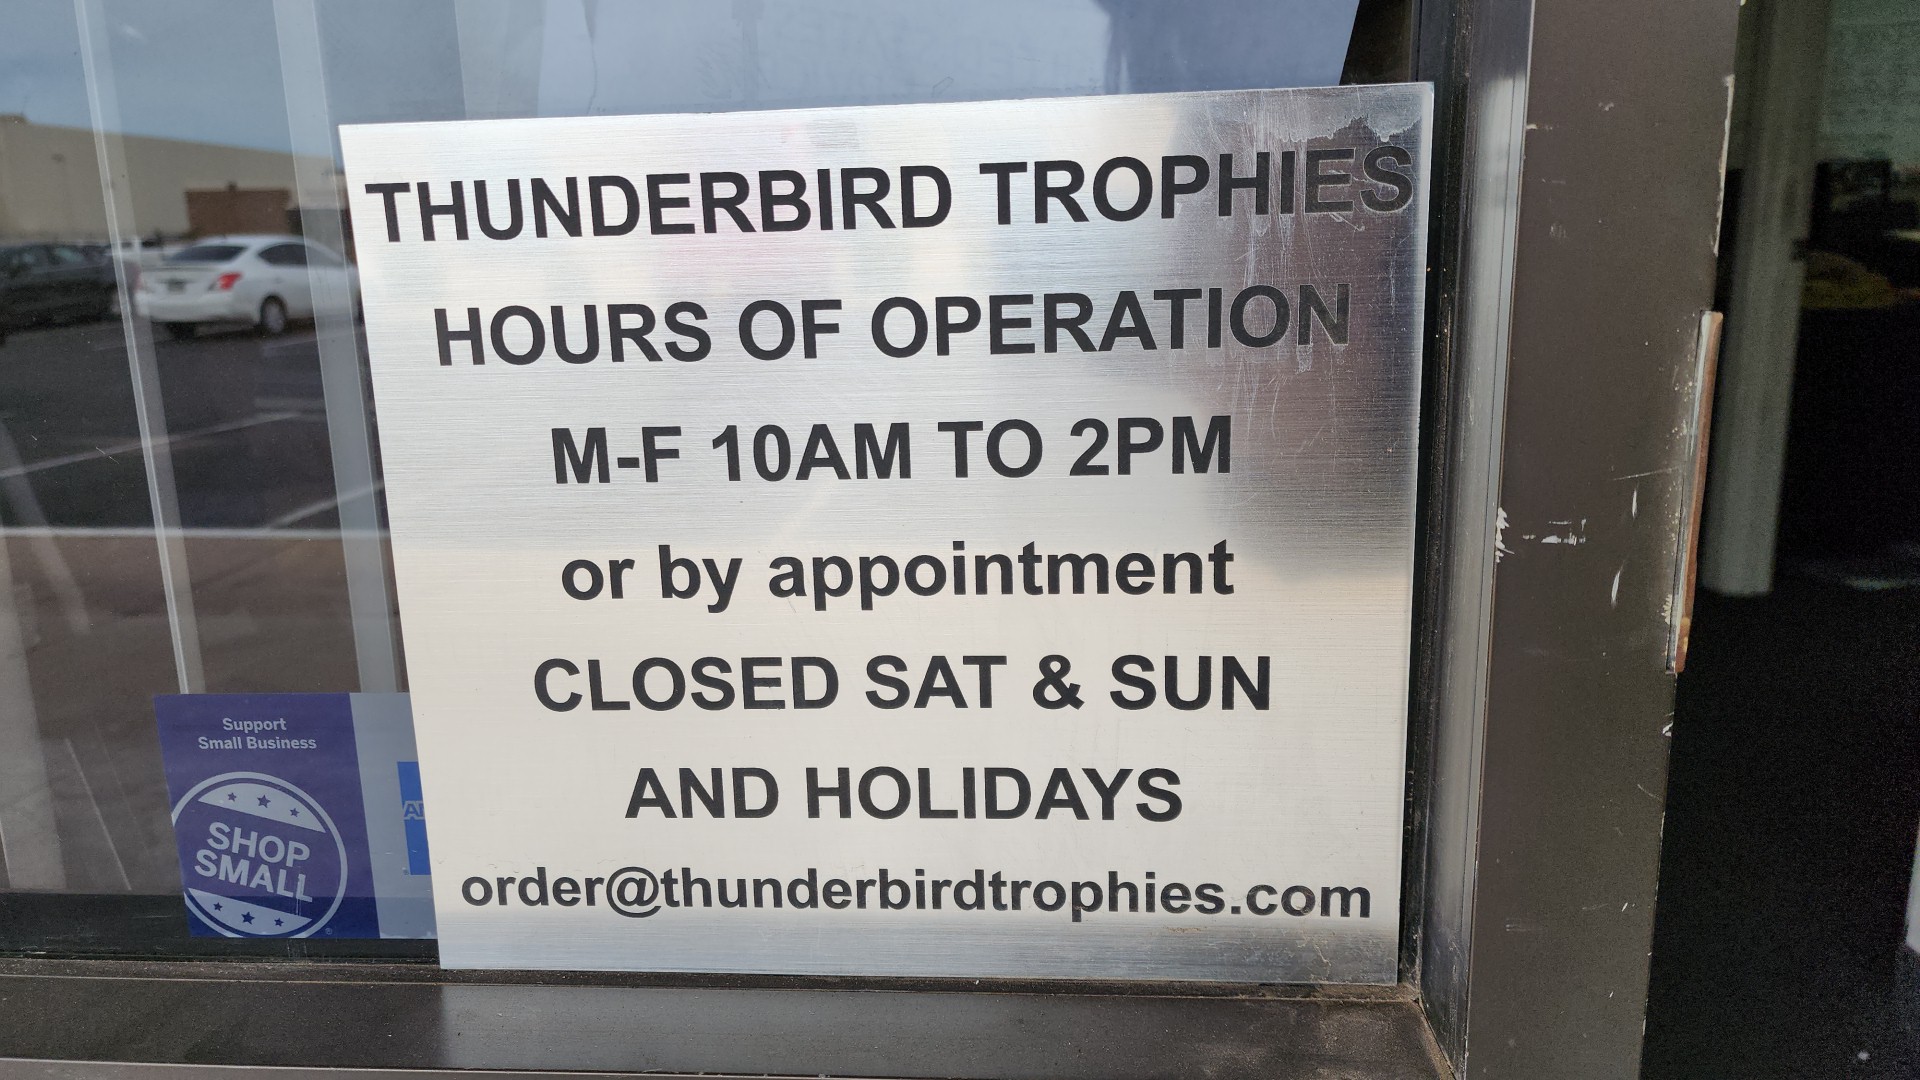 THUNDERBIRD TROPHIES
HOURS OF OPERATION
M-F 10AM TO 2PM
or by appointment
CLOSED SAT & SUN
AND HOLIDAYS
order@thunderbirdtrophies.com
Support
Small Business
SHOP
SMALL